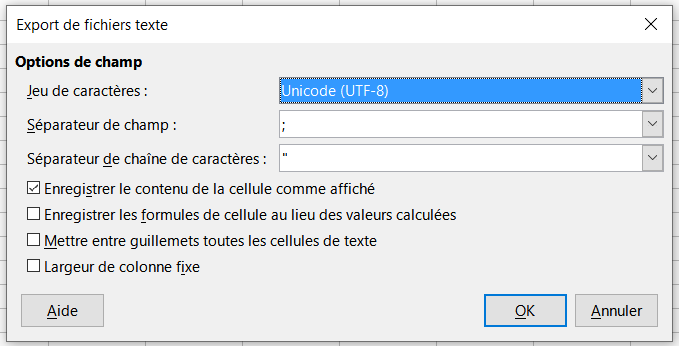 Export de fichiers texte
Options de champ
Jeu de caractères :
Unicode (UTF-8)
Séparateur de champ :
;
Séparateur de chaîne de caractères :
"
Enregistrer le contenu de la cellule comme affiché
Enregistrer les formules de cellule au lieu des valeurs calculées
Mettre entre guillemets toutes les cellules de texte
Largeur de colonne fixe
Aide
OK
Annuler